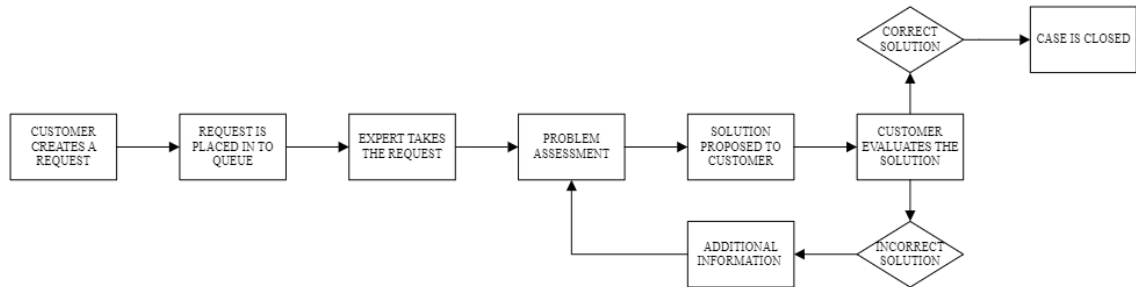 CORRECT
SOLUTION
CASE IS CLOSED
CUSTOMER
CREATES A
REQUEST
REQUEST IS
PLACED IN TO
QUEUE
EXPERT TAKES
THE REQUEST
PROBLEM
ASSESSMENT
SOLUTION
PROPOSED TO
CUSTOMER
CUSTOMER
EVALUATES THE
SOLUTION
ADDITIONAL
INFORMATION
INCORRECT
SOLUTION